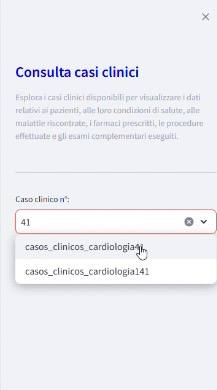 Consulta casi clinici
Esplora i casi clinici disponibili per visualizzare i dati
relativi ai pazienti, alle loro condizioni di salute, alle
malattie riscontrate, i farmaci prescritti, le procedure
effettuate e gli esami complementari eseguiti.
Caso clinico n°:
41
casos_clinicos_cardiologia41
casos_clinicos_cardiologia141